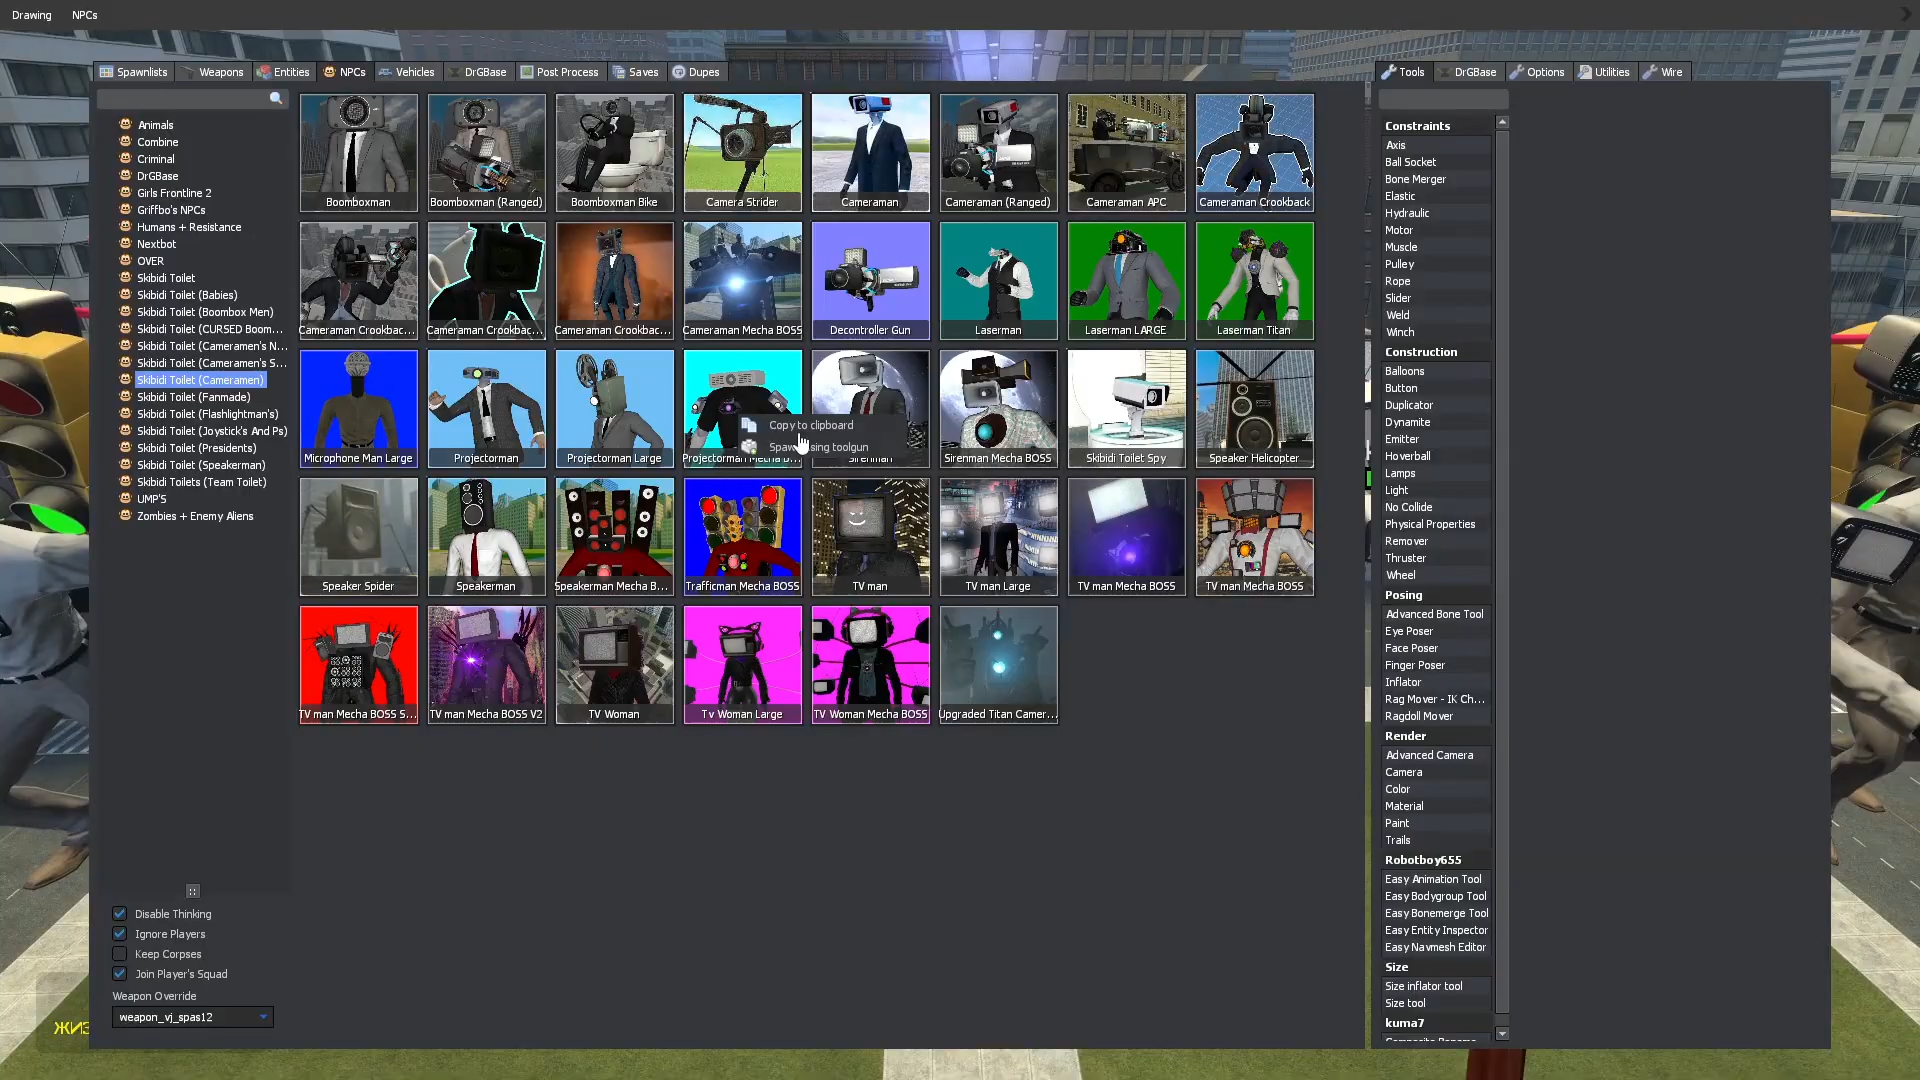 Drawing NPCs
Spawnlists Weapons Entities NPCs Vehicles DrGBase Post Process Saves Dupes
Tools DrGBase Options Utilities Wire
Animals
Combine
Criminal
DrGBase
Girls Frontline 2
Griffbo's NPCs
Humans + Resistance
Nextbot
OVER
Skibidi Toilet
Skibidi Toilet (Babies)
Skibidi Toilet (Boombox Men)
Skibidi Toilet (CURSED Boom...
Skibidi Toilet (Cameramen's N...
Skibidi Toilet (Cameramen's S...
Skibidi Toilet (Cameramen)
Skibidi Toilet (Fanmade)
Skibidi Toilet (Flashlightman's)
Skibidi Toilet (Joystick's And Ps)
Skibidi Toilet (Presidents)
Skibidi Toilet (Speakerman)
Skibidi Toilets (Team Toilet)
UMP'S
Zombies + Enemy Aliens
Disable Thinking
Ignore Players
Keep Corpses
Join Player's Squad
Weapon Override
weapon_vj_spas12
ЖИЗ
Boomboxman Boomboxman (Ranged) Boomboxman Bike Camera Strider Cameraman Cameraman (Ranged) Cameraman APC Cameraman Crookback
Cameraman Crookbac... Cameraman Crookbac... Cameraman Crookbac... Cameraman Mecha BOSS Decontroller Gun Laserman Laserman LARGE Laserman Titan
Copy to clipboard
Spaw sing toolgun
Microphone Man Large Projectorman Projectorman Large Projectorman Mecha B... Sirenman Sirenman Mecha BOSS Skibidi Toilet Spy Speaker Helicopter
Speaker Spider Speakerman Speakerman Mecha B... Trafficman Mecha BOSS TV man TV man Large TV man Mecha BOSS TV man Mecha BOSS
TV man Mecha BOSS S... TV man Mecha BOSS V2 TV Woman Tv Woman Large TV Woman Mecha BOSS Upgraded Titan Camer...
Constraints
Axis
Ball Socket
Bone Merger
Elastic
Hydraulic
Motor
Muscle
Pulley
Rope
Slider
Weld
Winch
Construction
Balloons
Button
Duplicator
Dynamite
Emitter
Hoverball
Lamps
Light
No Collide
Physical Properties
Remover
Thruster
Wheel
Posing
Advanced Bone Tool
Eye Poser
Face Poser
Finger Poser
Inflator
Rag Mover - IK Ch...
Ragdoll Mover
Render
Advanced Camera
Camera
Color
Material
Paint
Trails
Robotboy655
Easy Animation Tool
Easy Bodygroup Tool
Easy Bonemerge Tool
Easy Entity Inspector
Easy Navmesh Editor
Size
Size inflator tool
Size tool
kuma7